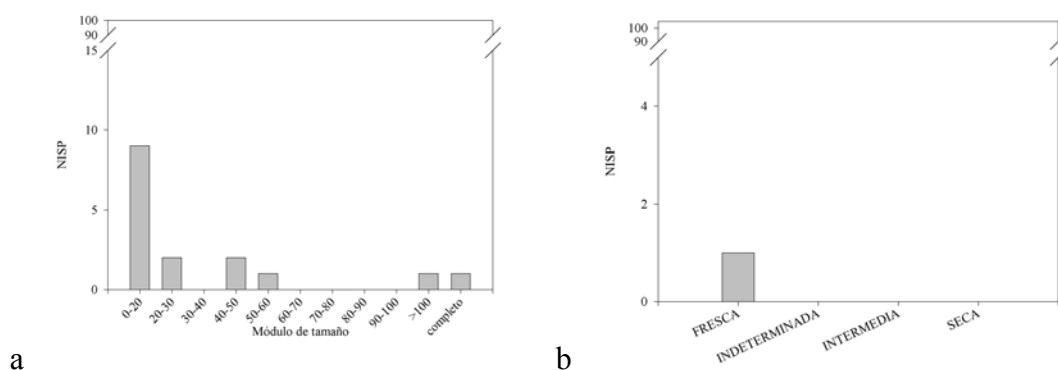 100
90
15
10
5
0
NISP
0-20
20-30
30-40
40-50
50-60
60-70
70-80
80-90
90-100
>100
completo
Módulo de tamaño
a
100
90
4
2
0
NISP
FRESCA
INDETERMINADA
INTERMEDIA
SECA
b